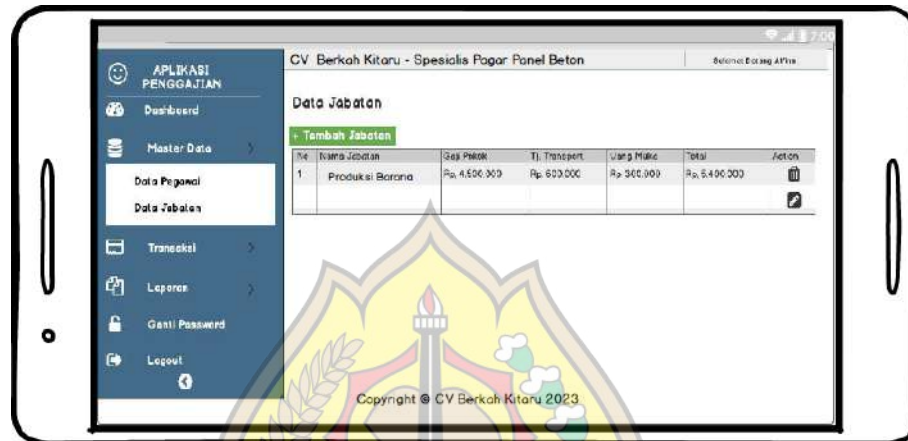 7:00
APLIKASI
PENGGAJIAN
Dashboard
Master Data
Data Pegawai
Data Jabatan
Transaksi
Laporan
Ganti Password
Logout
CV Berkah Kitaru - Spesialis Pagar Panel Beton
Selamat Datang
Data Jabatan
+ Tambah Jabatan
No Nama Jabatan Gaji Pokok Tj. Transport Uang Total Action
1 Produksi Barang Rp. 4.500.000 Rp. 600.000 Rp. 300.000 Rp. 5.400.000
Copyright © CV Berkah Kitaru 2023